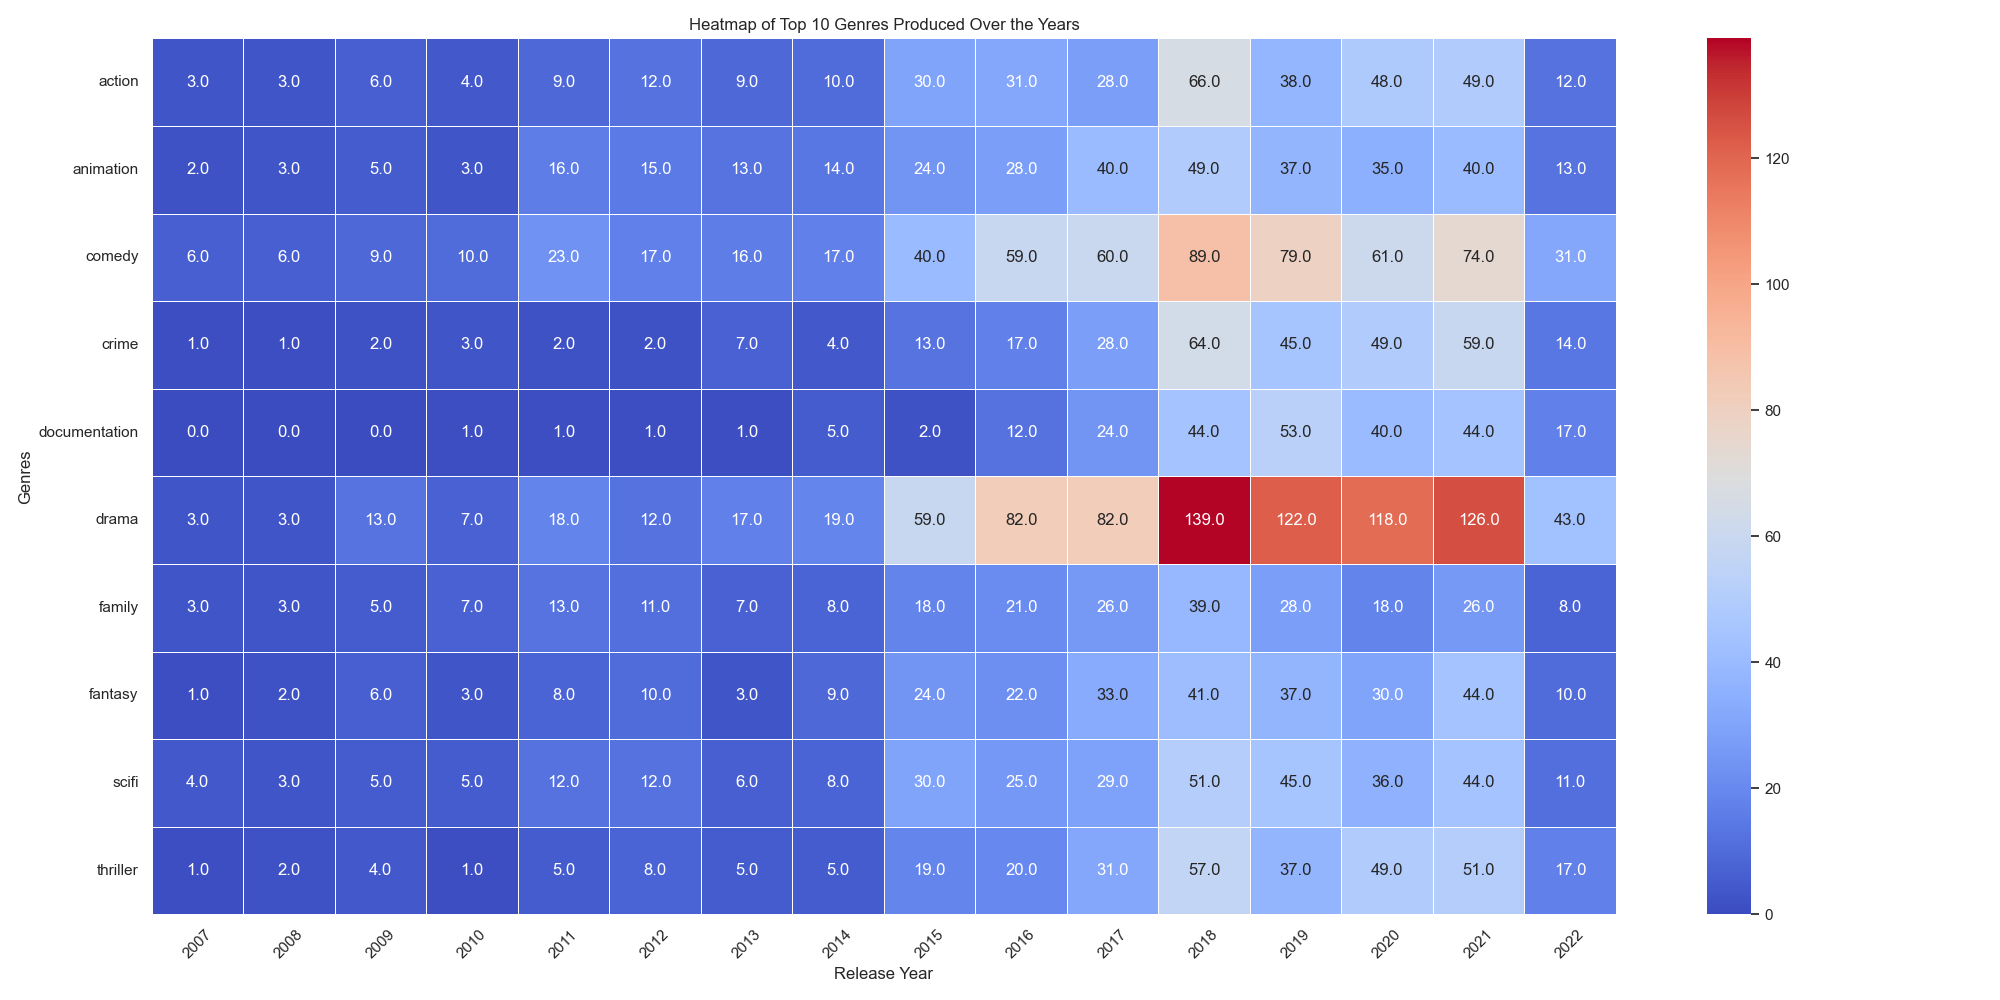 Heatmap of Top 10 Genres Produced Over the Years
Genres
action 3.0 3.0 6.0 4.0 9.0 12.0 9.0 10.0 30.0 31.0 28.0 66.0 38.0 48.0 49.0 12.0
animation 2.0 3.0 5.0 3.0 16.0 15.0 13.0 14.0 24.0 28.0 40.0 49.0 37.0 35.0 40.0 13.0
comedy 6.0 6.0 9.0 10.0 23.0 17.0 16.0 17.0 40.0 59.0 60.0 89.0 79.0 61.0 74.0 31.0
crime 1.0 1.0 2.0 3.0 2.0 2.0 7.0 4.0 13.0 17.0 28.0 64.0 45.0 49.0 59.0 14.0
documentation 0.0 0.0 0.0 1.0 1.0 1.0 1.0 5.0 2.0 12.0 24.0 44.0 53.0 40.0 44.0 17.0
drama 3.0 3.0 13.0 7.0 18.0 12.0 17.0 19.0 59.0 82.0 82.0 139.0 122.0 118.0 126.0 43.0
family 3.0 3.0 5.0 7.0 13.0 11.0 7.0 8.0 18.0 21.0 26.0 39.0 28.0 18.0 26.0 8.0
fantasy 1.0 2.0 6.0 3.0 8.0 10.0 3.0 9.0 24.0 22.0 33.0 41.0 37.0 30.0 44.0 10.0
scifi 4.0 3.0 5.0 5.0 12.0 12.0 6.0 8.0 30.0 25.0 29.0 51.0 45.0 36.0 44.0 11.0
thriller 1.0 2.0 4.0 1.0 5.0 8.0 5.0 5.0 19.0 20.0 31.0 57.0 37.0 49.0 51.0 17.0
2007 2008 2009 2010 2011 2012 2013 2014 2015 2016 2017 2018 2019 2020 2021 2022
Release Year
120
100
80
60
40
20
0